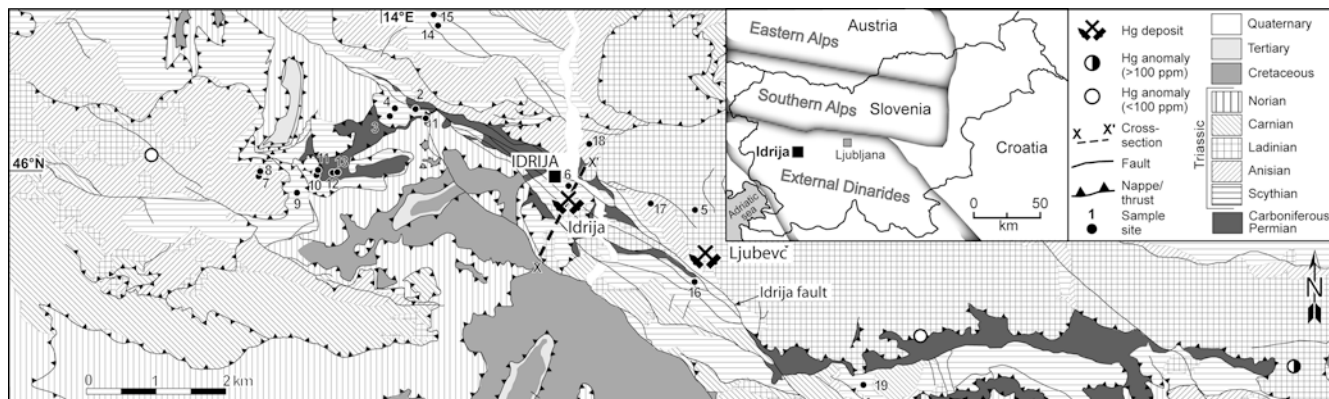 14°E
15
14
46°N
4
2
3
1
8
7
10
12
13
9
IDRIJA
18
X'
6
Idrija
17
5
X
Ljubevč
16
Idrija fault
19
0 1 2 km
N
Eastern Alps
Austria
Southern Alps
Slovenia
Idrija
Ljubljana
Croatia
External Dinarides
Adriatic
sea
0 50
km
Hg deposit
Hg anomaly
(>100 ppm)
Hg anomaly
(<100 ppm)
X X'
Cross-
section
Fault
Nappe/
thrust
1
Sample
site
Quaternary
Tertiary
Cretaceous
Triassic
Norian
Carnian
Ladinian
Anisian
Scythian
Carboniferous
Permian